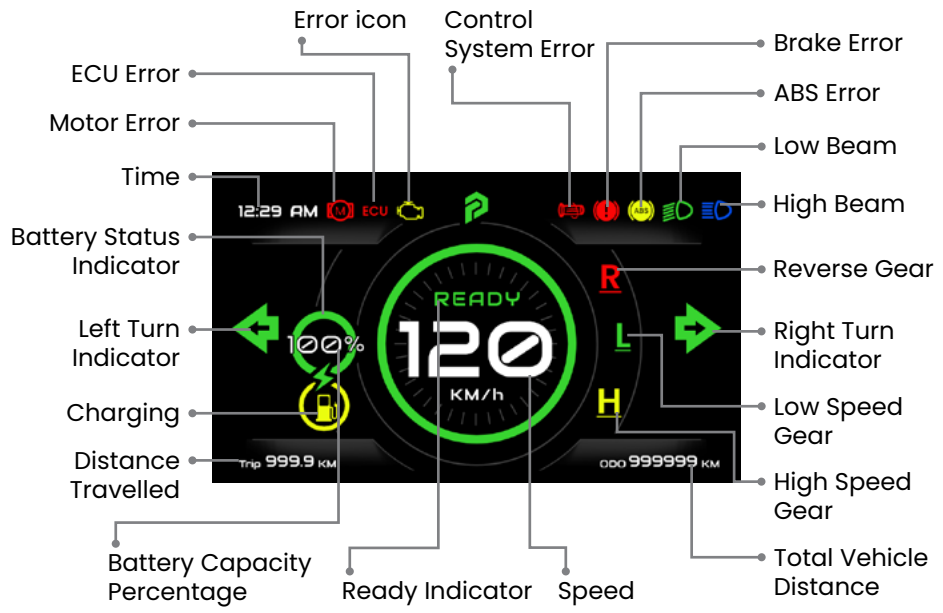 Error icon
Control
System Error
Brake Error
ECU Error
ABS Error
Motor Error
Low Beam
Time
High Beam
12:29 AM
M
ECU
ABS
Battery Status
Indicator
Reverse Gear
R
READY
Left Turn
Indicator
100%
120
L
Right Turn
Indicator
KM/h
H
Charging
Low Speed
Gear
Distance
Travelled
Trip 999.9 KM
ODO 999999 KM
High Speed
Gear
Battery Capacity
Percentage
Ready Indicator
Speed
Total Vehicle
Distance